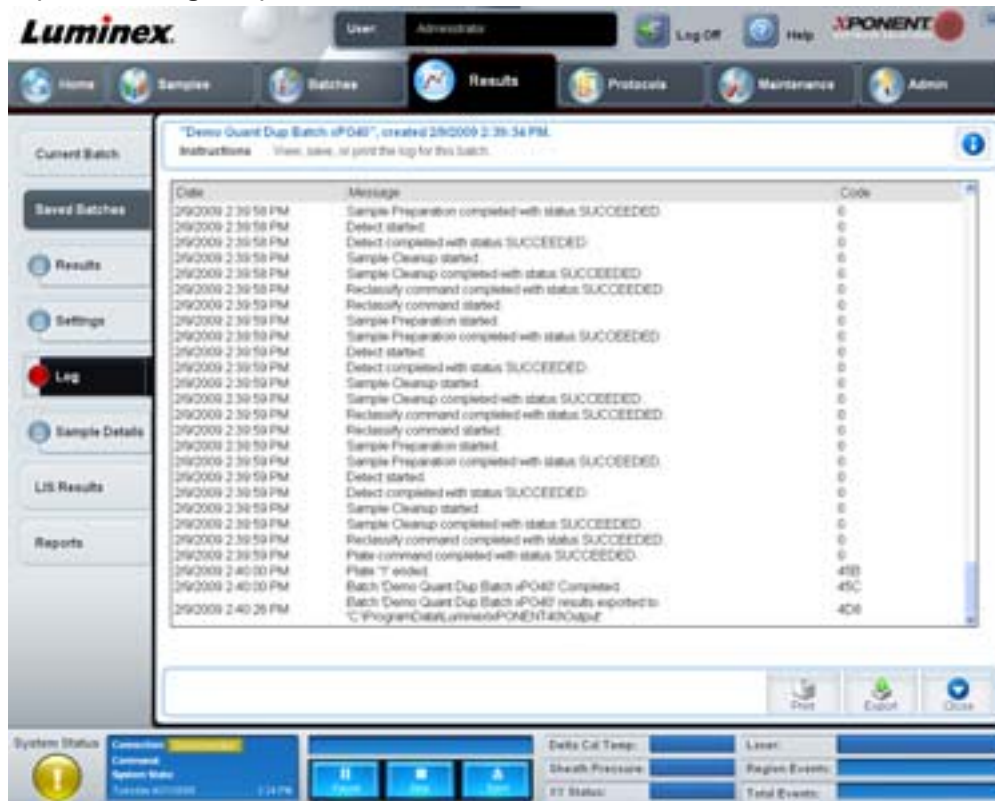 Luminex.
User: Administrator
Log Off
Help
XPONENT
Home
Samples
Batches
Results
Protocols
Maintenance
Admin
"Demo Quant Dup Batch xPO40", created 2/9/2009 2:39:34 PM.
Instructions View, save, or print the log for this batch.
Current Batch
Saved Batches
Results
Settings
Log
Sample Details
LIS Results
Reports
Date Message Code
2/9/2009 2:39:58 PM Sample Preparation completed with status SUCCEEDED. 0
2/9/2009 2:39:58 PM Detect started. 0
2/9/2009 2:39:58 PM Detect completed with status SUCCEEDED. 0
2/9/2009 2:39:58 PM Sample Cleanup started. 0
2/9/2009 2:39:58 PM Sample Cleanup completed with status SUCCEEDED. 0
2/9/2009 2:39:58 PM Reclassify command completed with status SUCCEEDED. 0
2/9/2009 2:39:59 PM Reclassify command started. 0
2/9/2009 2:39:59 PM Sample Preparation started. 0
2/9/2009 2:39:59 PM Sample Preparation completed with status SUCCEEDED. 0
2/9/2009 2:39:59 PM Detect started. 0
2/9/2009 2:39:59 PM Detect completed with status SUCCEEDED. 0
2/9/2009 2:39:59 PM Sample Cleanup started. 0
2/9/2009 2:39:59 PM Sample Cleanup completed with status SUCCEEDED. 0
2/9/2009 2:39:59 PM Reclassify command completed with status SUCCEEDED. 0
2/9/2009 2:39:59 PM Reclassify command started. 0
2/9/2009 2:39:59 PM Sample Preparation started. 0
2/9/2009 2:39:59 PM Sample Preparation completed with status SUCCEEDED. 0
2/9/2009 2:39:59 PM Detect started. 0
2/9/2009 2:39:59 PM Detect completed with status SUCCEEDED. 0
2/9/2009 2:39:59 PM Sample Cleanup started. 0
2/9/2009 2:39:59 PM Sample Cleanup completed with status SUCCEEDED. 0
2/9/2009 2:39:59 PM Reclassify command completed with status SUCCEEDED. 0
2/9/2009 2:39:59 PM Plate command completed with status SUCCEEDED. 0
2/9/2009 2:40:00 PM Plate '1' ended. 45B
2/9/2009 2:40:00 PM Batch 'Demo Quant Dup Batch xPO40' Completed. 45C
2/9/2009 2:40:26 PM Batch 'Demo Quant Dup Batch xPO40' results exported to 4D8
'C:\ProgramData\Luminex\xPONENT40\Output'
Print
Export
Close
System Status
Connection:
Command:
System State:
Pause
Stop
Eject
Delta Cal Temp:
Sheath Pressure:
XY Status:
Laser:
Region Events:
Total Events: